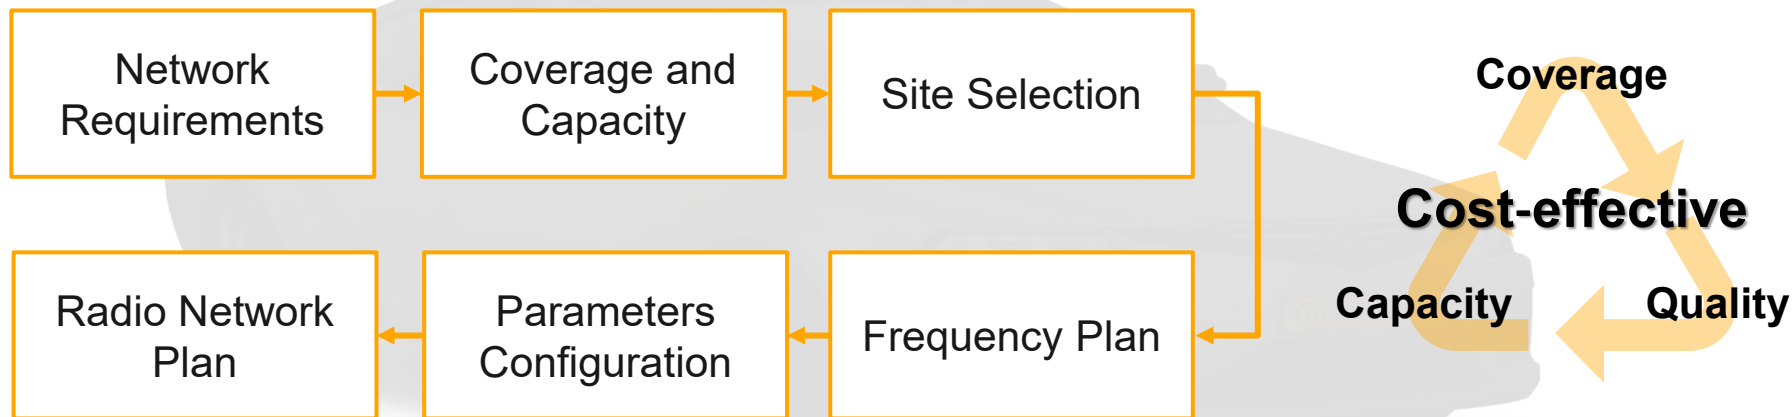 Network
Requirements
Coverage and
Capacity
Site Selection
Radio Network
Plan
Parameters
Configuration
Frequency Plan
Coverage
Cost-effective
Capacity
Quality